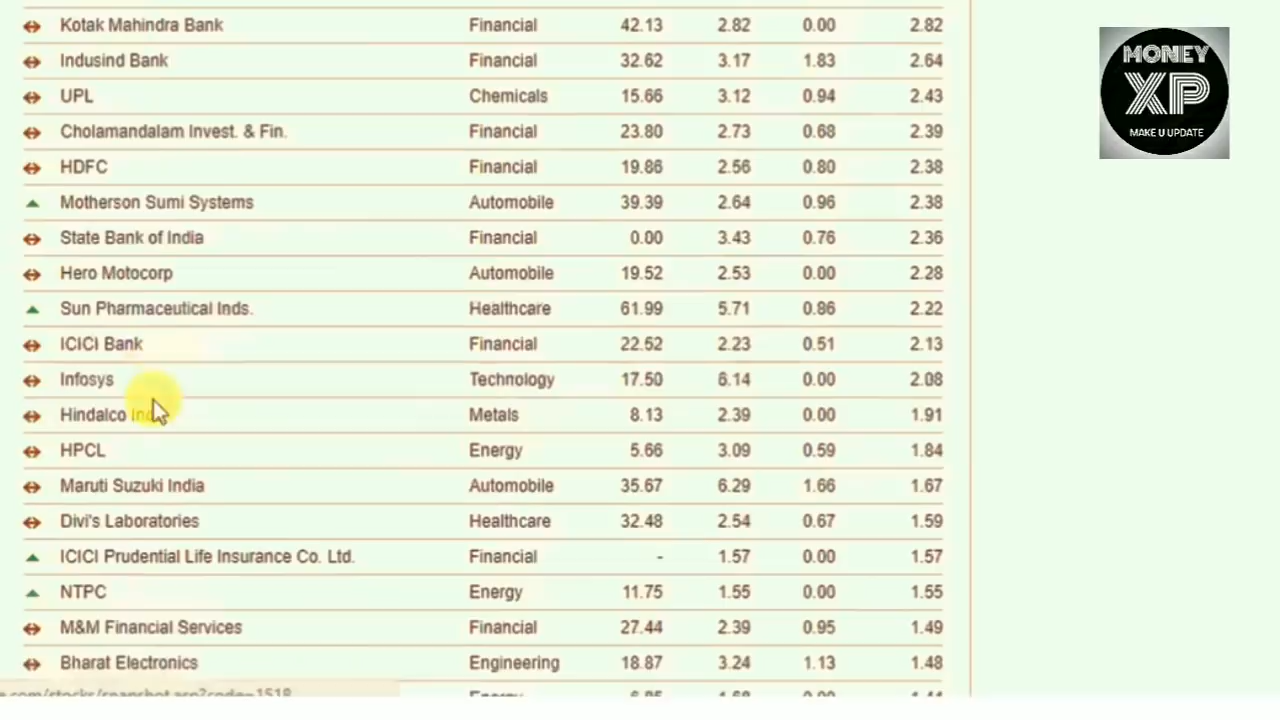 Kotak Mahindra Bank Financial 42.13 2.82 0.00 2.82
Indusind Bank Financial 32.62 3.17 1.83 2.64
UPL Chemicals 15.66 3.12 0.94 2.43
Cholamandalam Invest. & Fin. Financial 23.80 2.73 0.68 2.39
HDFC Financial 19.86 2.56 0.80 2.38
Motherson Sumi Systems Automobile 39.39 2.64 0.96 2.38
State Bank of India Financial 0.00 3.43 0.76 2.36
Hero Motocorp Automobile 19.52 2.53 0.00 2.28
Sun Pharmaceutical Inds. Healthcare 61.99 5.71 0.86 2.22
ICICI Bank Financial 22.52 2.23 0.51 2.13
Infosys Technology 17.50 6.14 0.00 2.08
Hindalco Metals 8.13 2.39 0.00 1.91
HPCL Energy 5.66 3.09 0.59 1.84
Maruti Suzuki India Automobile 35.67 6.29 1.66 1.67
Divi's Laboratories Healthcare 32.48 2.54 0.67 1.59
ICICI Prudential Life Insurance Co. Ltd. Financial - 1.57 0.00 1.57
NTPC Energy 11.75 1.55 0.00 1.55
M&M Financial Services Financial 27.44 2.39 0.95 1.49
Bharat Electronics Engineering 18.87 3.24 1.13 1.48
MONEY
XP
MAKE U UPDATE